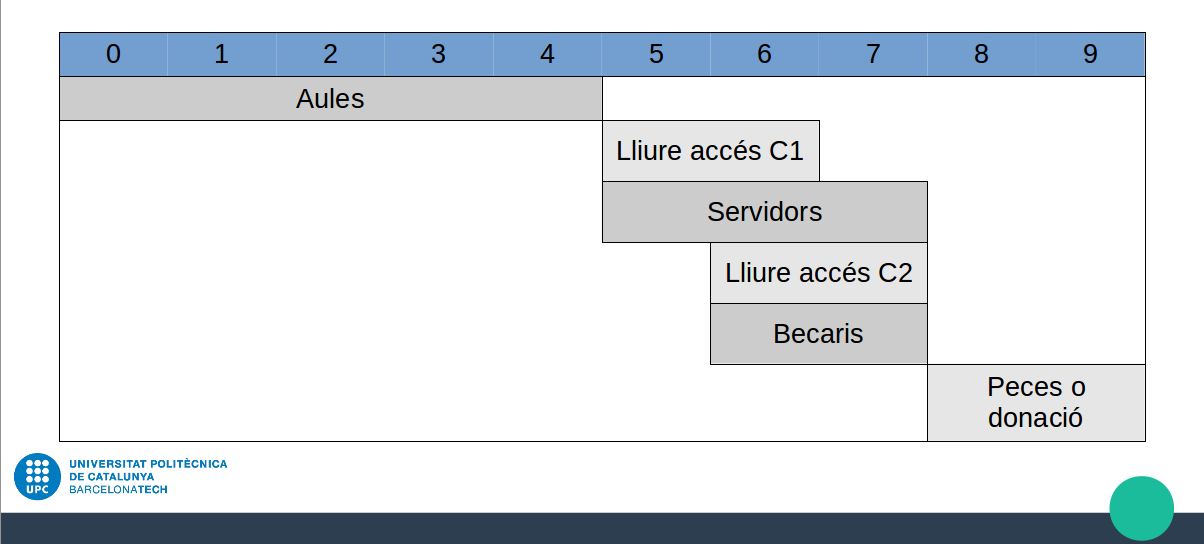 0 1 2 3 4 5 6 7 8 9
Aules
Lliure accés C1
Servidors
Lliure accés C2
Becaris
Peces o
donació
UPC
UNIVERSITAT POLITÈCNICA
DE CATALUNYA
BARCELONATECH